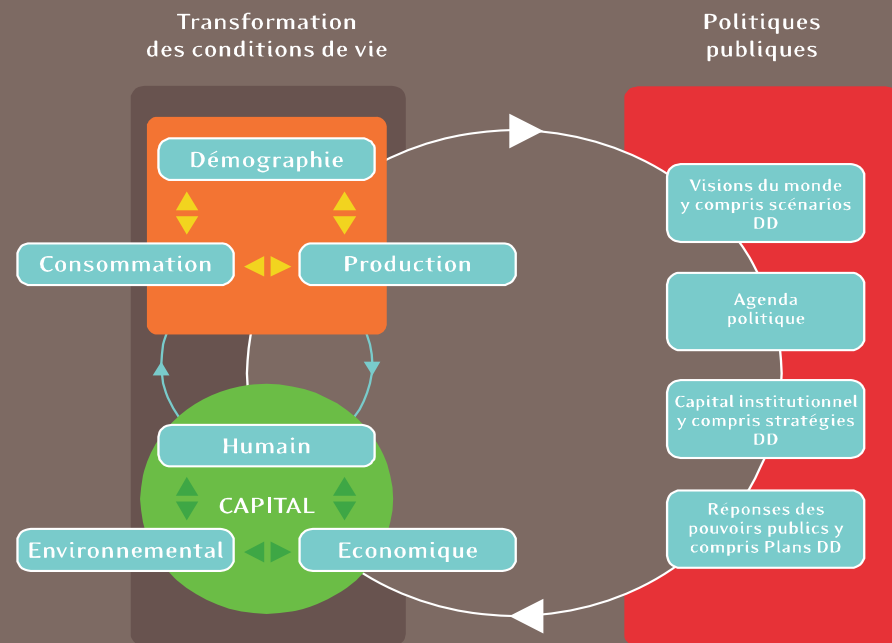 Transformation
des conditions de vie
Politiques
publiques
Démographie
Consommation
Production
Humain
CAPITAL
Environnemental
Economique
Visions du monde
y compris scénarios
DD
Agenda
politique
Capital institutionnel
y compris stratégies
DD
Réponses des
pouvoirs publics y
compris Plans DD